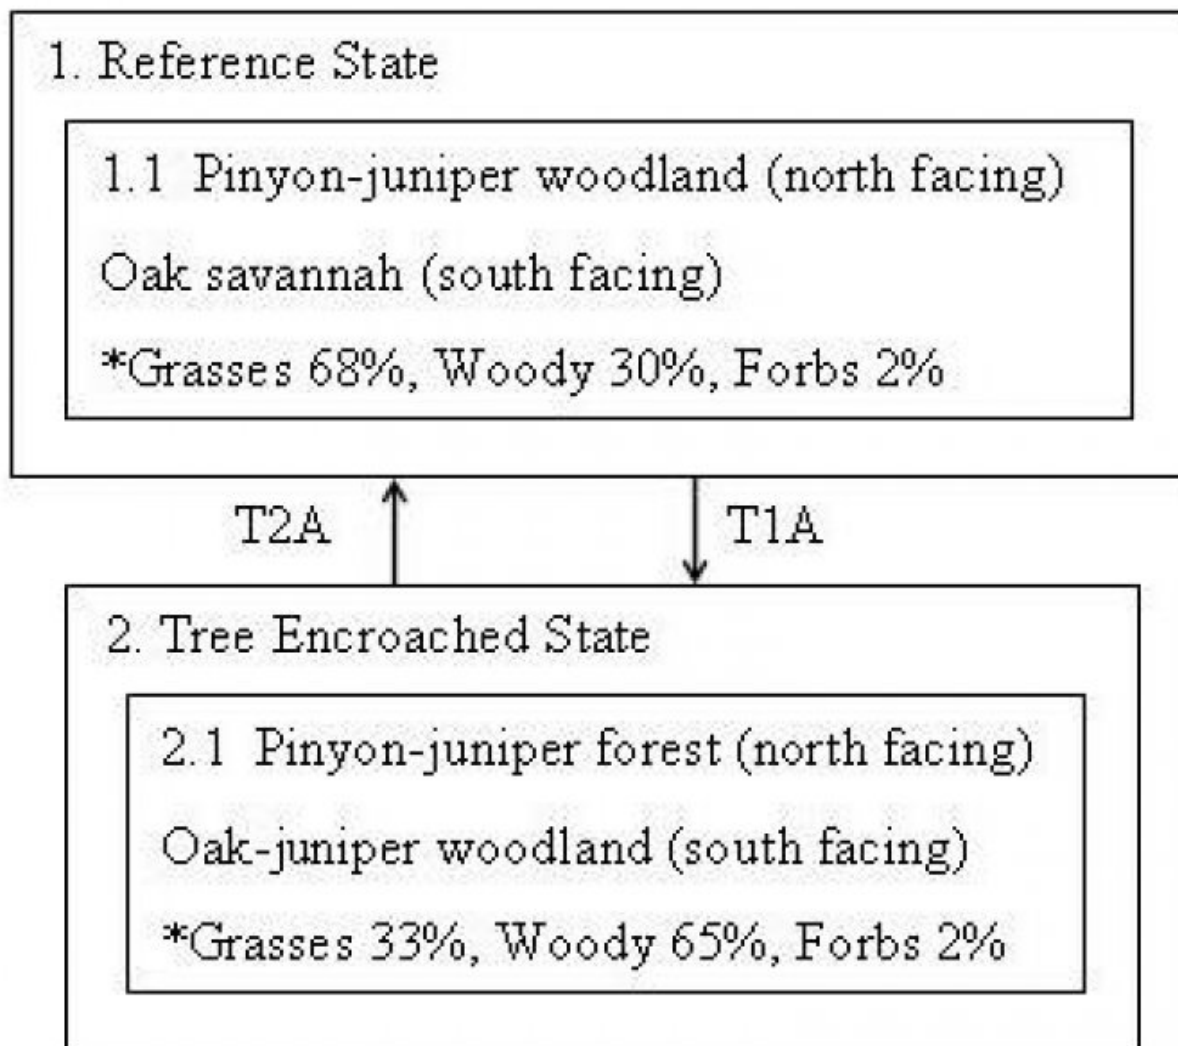 1. Reference State
1.1 Pinyon-juniper woodland (north facing)
Oak savannah (south facing)
*Grasses 68%, Woody 30%, Forbs 2%
T2A
T1A
2. Tree Encroached State
2.1 Pinyon-juniper forest (north facing)
Oak-juniper woodland (south facing)
*Grasses 33%, Woody 65%, Forbs 2%